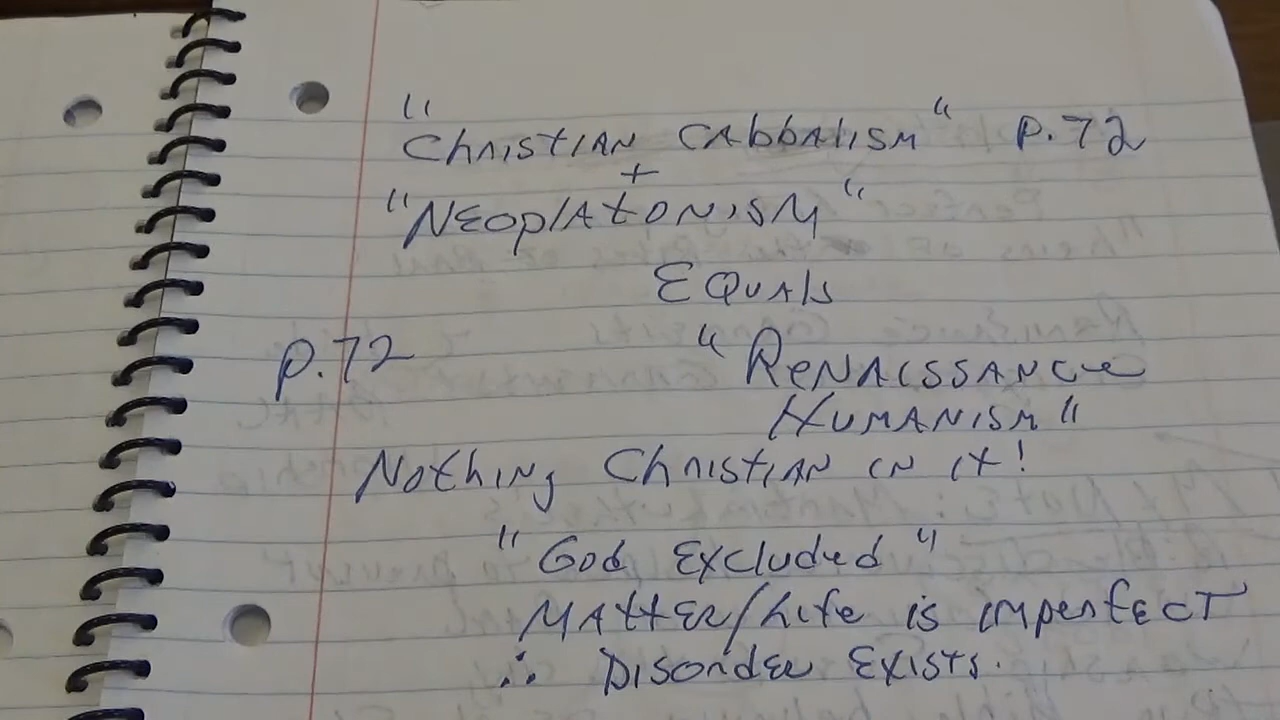 "Christian Cabbalism" p.72
+
"Neoplatonism"
Equals
p.72 "Renaissance
Humanism"
Nothing Christian in it!
"God Excluded"
Matter/Life is imperfect
∴ Disorder Exists.